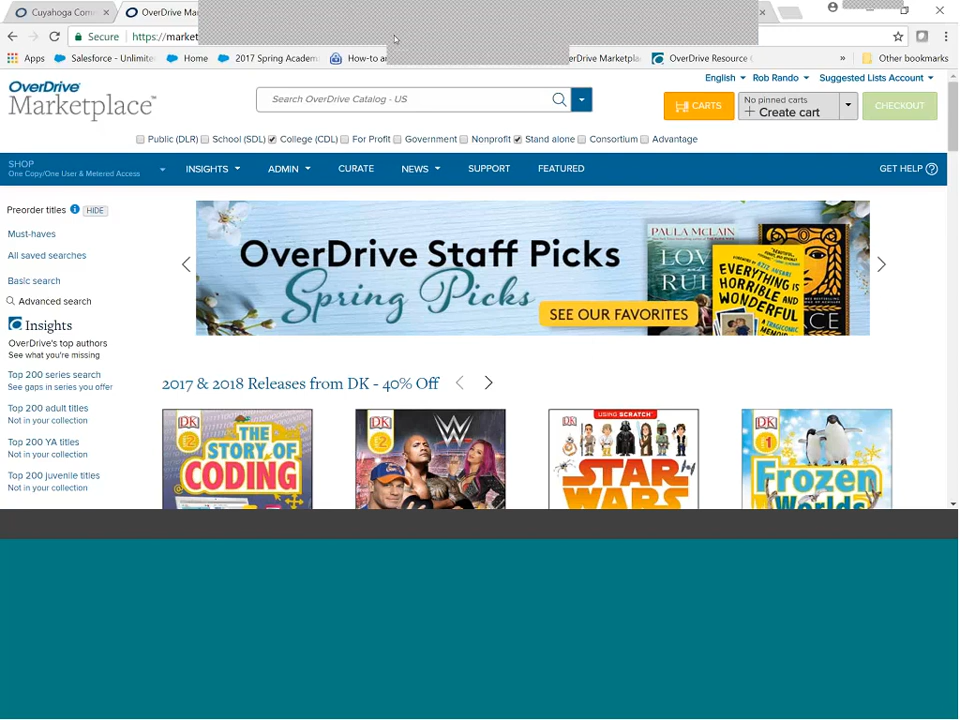 Cuyahoga Com
OverDrive Ma
Secure
https://market
Apps
Salesforce - Unlimite
Home
2017 Spring Academ
How-to ar
erDrive Marketpla
OverDrive Resource
»
Other bookmarks
OverDrive
Marketplace™
Search OverDrive Catalog - US
English
Rob Rando
Suggested Lists Account
CARTS
No pinned carts
+ Create cart
CHECKOUT
Public (DLR) School (SDL) College (CDL) For Profit Government Nonprofit Stand alone Consortium Advantage
SHOP
One Copy/One User & Metered Access
INSIGHTS
ADMIN
CURATE
NEWS
SUPPORT
FEATURED
GET HELP ?
Preorder titles i HIDE
Must-haves
All saved searches
Basic search
Advanced search
Insights
OverDrive's top authors
See what you're missing
Top 200 series search
See gaps in series you offer
Top 200 adult titles
Not in your collection
Top 200 YA titles
Not in your collection
Top 200 juvenile titles
Not in your collection
OverDrive Staff Picks
Spring Picks
SEE OUR FAVORITES
PAULA MCLAIN
EVERYTHING IS
HORRIBLE AND
WONDERFUL
2017 & 2018 Releases from DK - 40% Off
DK
2
THE
STORY OF
CODING
DK
2
W
USING SCRATCH™
DK
STAR
WARS
DK
1
Frozen
Worlds